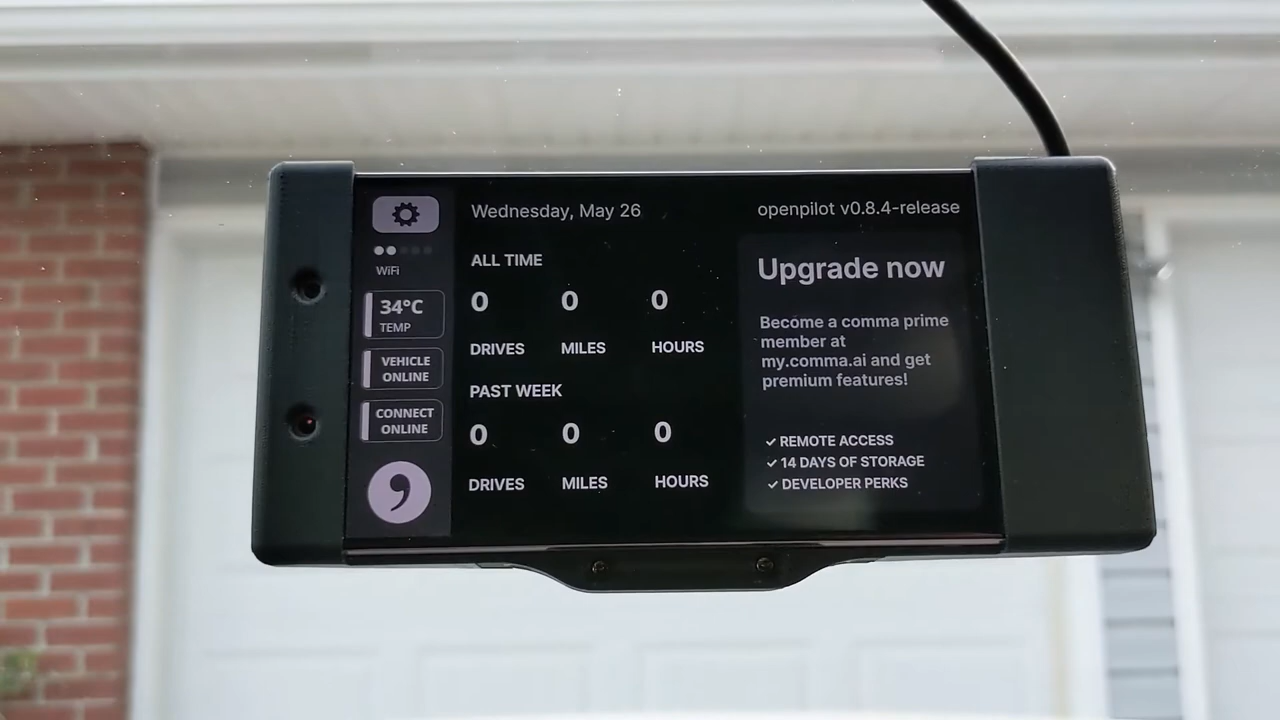 Wednesday, May 26
openpilot v0.8.4-release
WiFi
34°C
TEMP
VEHICLE
ONLINE
CONNECT
ONLINE
ALL TIME
0 0 0
DRIVES MILES HOURS
PAST WEEK
0 0 0
DRIVES MILES HOURS
Upgrade now
Become a comma prime
member at
my.comma.ai and get
premium features!
✓ REMOTE ACCESS
✓ 14 DAYS OF STORAGE
✓ DEVELOPER PERKS